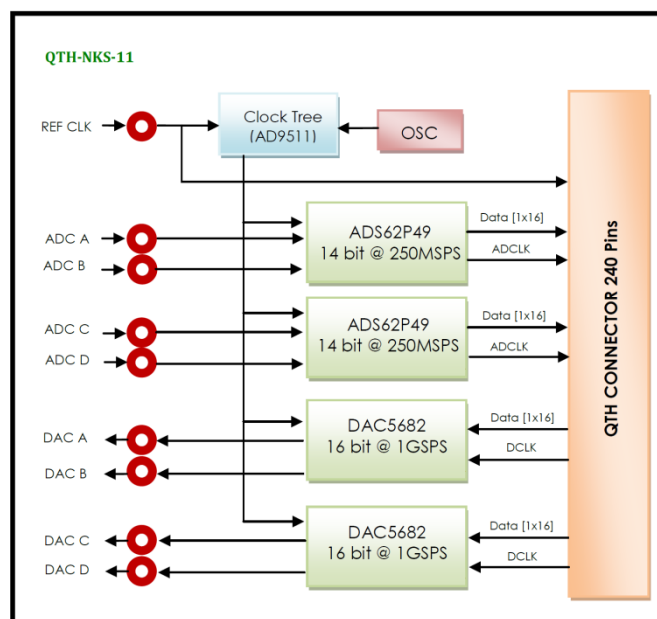 QTH-NKS-11
REF CLK
Clock Tree
(AD9511)
OSC
ADC A
ADC B
ADS62P49
14 bit @ 250MSPS
Data [1x16]
ADCLK
ADC C
ADC D
ADS62P49
14 bit @ 250MSPS
Data [1x16]
ADCLK
DAC A
DAC B
DAC5682
16 bit @ 1GSPS
Data [1x16]
DCLK
DAC C
DAC D
DAC5682
16 bit @ 1GSPS
Data [1x16]
DCLK
QTH CONNECTOR 240 Pins